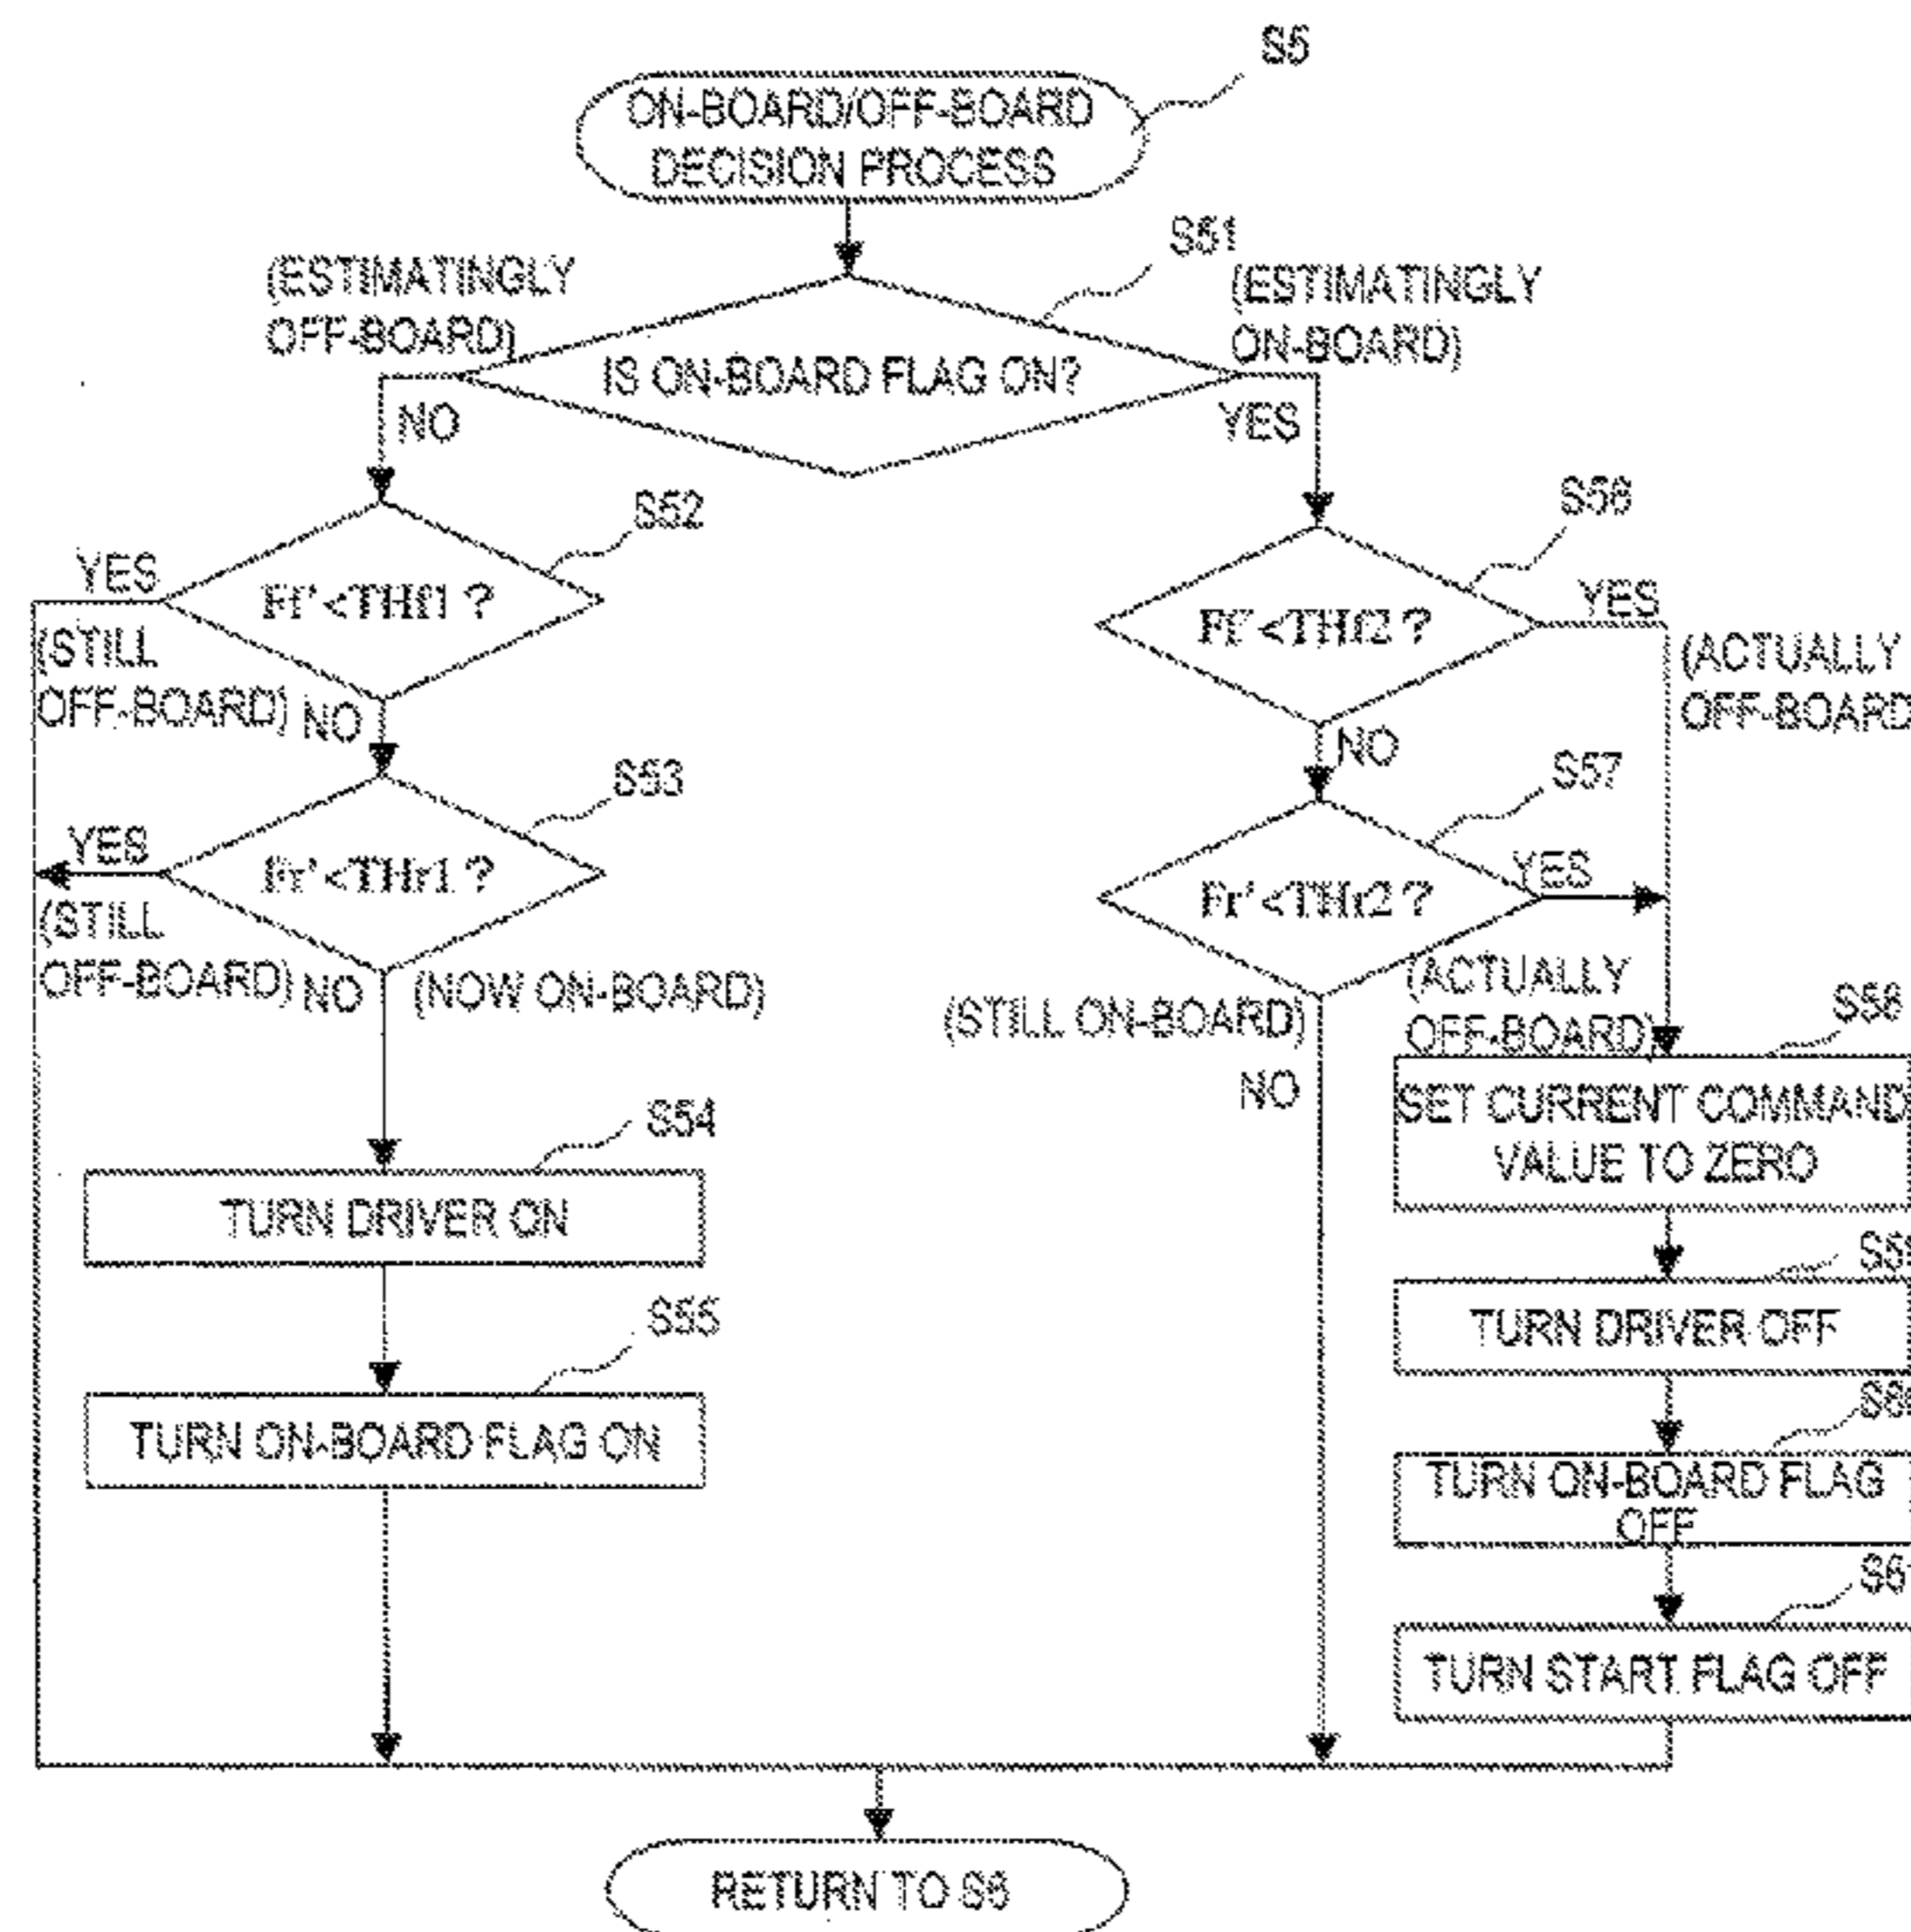 S5
ON-BOARD/OFF-BOARD
DECISION PROCESS
S51
(ESTIMATINGLY
OFF-BOARD)
(ESTIMATINGLY
ON-BOARD)
IS ON-BOARD FLAG ON?
NO
YES
S52
S56
YES
Ff'<THf1 ?
(STILL
OFF-BOARD)
NO
Ff'<THf2 ?
YES
(ACTUALLY
OFF-BOARD
NO
S53
S57
YES
Fr'<THr1 ?
(STILL
OFF-BOARD)
NO
(NOW ON-BOARD)
Fr'<THr2 ?
YES
(ACTUALLY
OFF-BOARD)
(STILL ON-BOARD)
NO
S58
SET CURRENT COMMAND
VALUE TO ZERO
S54
TURN DRIVER ON
S59
TURN DRIVER OFF
S55
TURN ON-BOARD FLAG ON
TURN ON-BOARD FLAG
OFF
TURN START FLAG OFF
RETURN TO